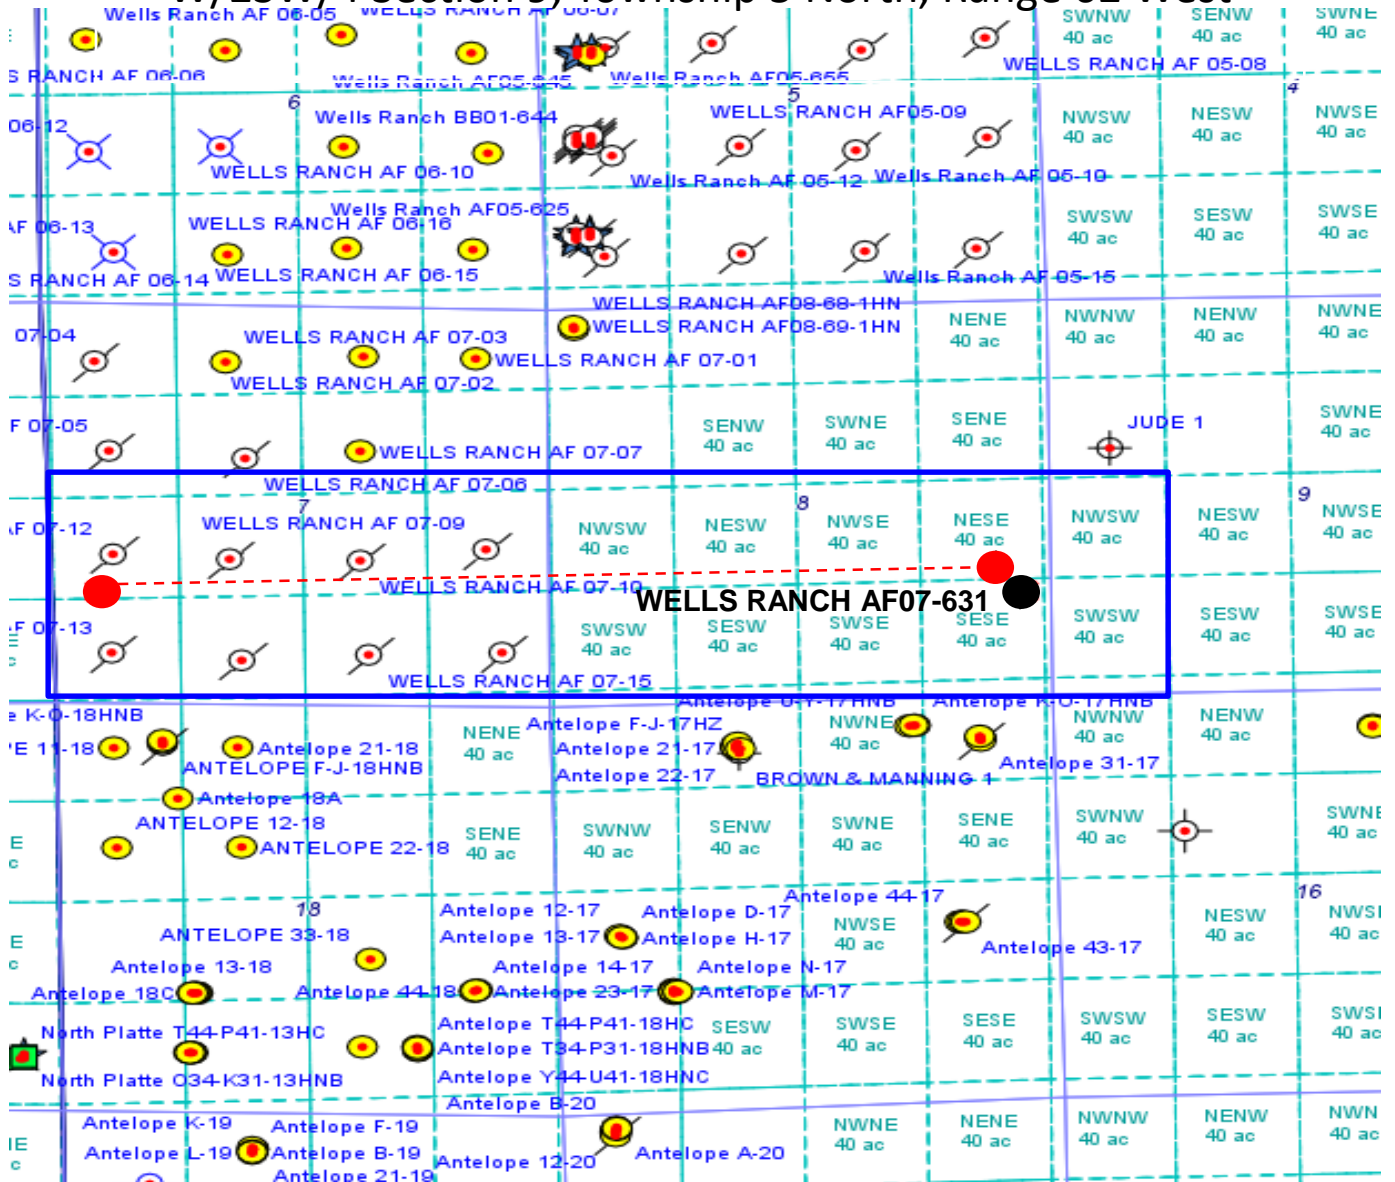 Wells Ranch AF 06-05
WELLS RANCH AF 06-07
SWNW
40 ac
SENW
40 ac
SWNE
40 ac
S RANCH AF 06-06
Wells Ranch AF05-645
Wells Ranch AF05-655
WELLS RANCH AF 05-08
6
5
4
06-12
Wells Ranch BB01-644
WELLS RANCH AF05-09
NWSW
40 ac
NESW
40 ac
NWSE
40 ac
WELLS RANCH AF 06-10
Wells Ranch AF 05-12
Wells Ranch AF 05-10
AF 06-13
Wells Ranch AF05-625
WELLS RANCH AF 06-16
SWSW
40 ac
SESW
40 ac
SWSE
40 ac
S RANCH AF 06-14
WELLS RANCH AF 06-15
Wells Ranch AF 05-15
WELLS RANCH AF08-68-1HN
WELLS RANCH AF08-69-1HN
NENE
40 ac
NWNW
40 ac
NENW
40 ac
NWNE
40 ac
07-04
WELLS RANCH AF 07-03
WELLS RANCH AF 07-01
WELLS RANCH AF 07-02
F 07-05
WELLS RANCH AF 07-07
SENW
40 ac
SWNE
40 ac
SENE
40 ac
JUDE 1
SWNE
40 ac
WELLS RANCH AF 07-06
7
8
9
AF 07-12
WELLS RANCH AF 07-09
NWSW
40 ac
NESW
40 ac
NWSE
40 ac
NESE
40 ac
NWSW
40 ac
NESW
40 ac
NWSE
40 ac
WELLS RANCH AF 07-10
WELLS RANCH AF07-631
F 07-13
SWSW
40 ac
SESW
40 ac
SWSE
40 ac
SESE
40 ac
SWSW
40 ac
SESW
40 ac
SWSE
40 ac
WELLS RANCH AF 07-15
e K-O-18HNB
Antelope U-Y-17HNB
Antelope K-O-17HNB
E 11-18
Antelope 21-18
ANTELOPE F-J-18HNB
NENE
40 ac
Antelope F-J-17HZ
Antelope 21-17
Antelope 22-17
NWNE
40 ac
BROWN & MANNING 1
Antelope 31-17
NWNW
40 ac
NENW
40 ac
Antelope 18A
ANTELOPE 12-18
ANTELOPE 22-18
SENE
40 ac
SWNW
40 ac
SENW
40 ac
SWNE
40 ac
SENE
40 ac
SWNW
40 ac
SWNE
40 ac
18
16
ANTELOPE 33-18
Antelope 12-17
Antelope D-17
Antelope 44-17
Antelope 13-17
Antelope H-17
NWSE
40 ac
Antelope 43-17
NESW
40 ac
NWSE
40 ac
Antelope 13-18
Antelope 14-17
Antelope N-17
Antelope 18C
Antelope 44-18
Antelope 23-17
Antelope M-17
North Platte T44-P41-13HC
Antelope T44-P41-18HC
Antelope T34-P31-18HNB
Antelope Y44-U41-18HNC
SESW
40 ac
SWSE
40 ac
SESE
40 ac
SWSW
40 ac
SESW
40 ac
SWSE
40 ac
North Platte O34-K31-13HNB
Antelope B-20
Antelope K-19
Antelope F-19
Antelope L-19
Antelope B-19
Antelope 21-19
Antelope 12-20
Antelope A-20
NWNE
40 ac
NENE
40 ac
NWNW
40 ac
NENW
40 ac
NWN
40 ac